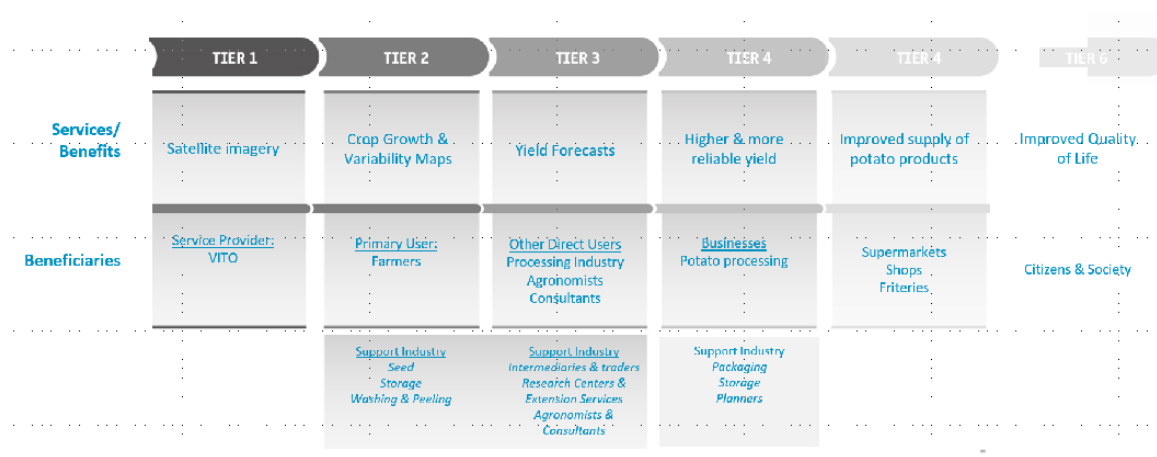 TIER 1
TIER 2
TIER 3
TIER 4
TIER 4
TIER 6
Services/
Benefits
Satellite imagery
Crop Growth &
Variability Maps
Yield Forecasts
Higher & more
reliable yield
Improved supply of
potato products
Improved Quality
of Life
Beneficiaries
Service Provider:
VITO
Primary User:
Farmers
Other Direct Users
Processing Industry
Agronomists
Consultants
Businesses
Potato processing
Supermarkets
Shops
Friteries
Citizens & Society
Support Industry
Seed
Storage
Washing & Peeling
Support Industry
Intermediaries & traders
Research Centers &
Extension Services
Agronomists &
Consultants
Support Industry
Packaging
Storage
Planners